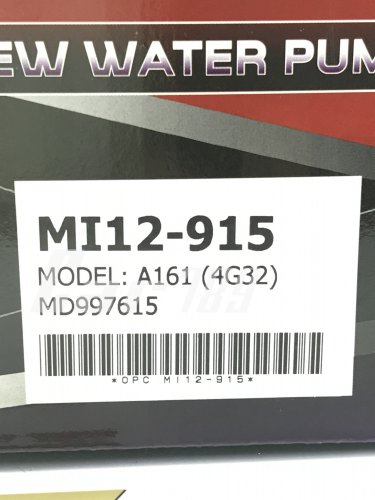 EW WATER PUM
MI12-915
MODEL: A161 (4G32)
MD997615
*OPC MI12-915*